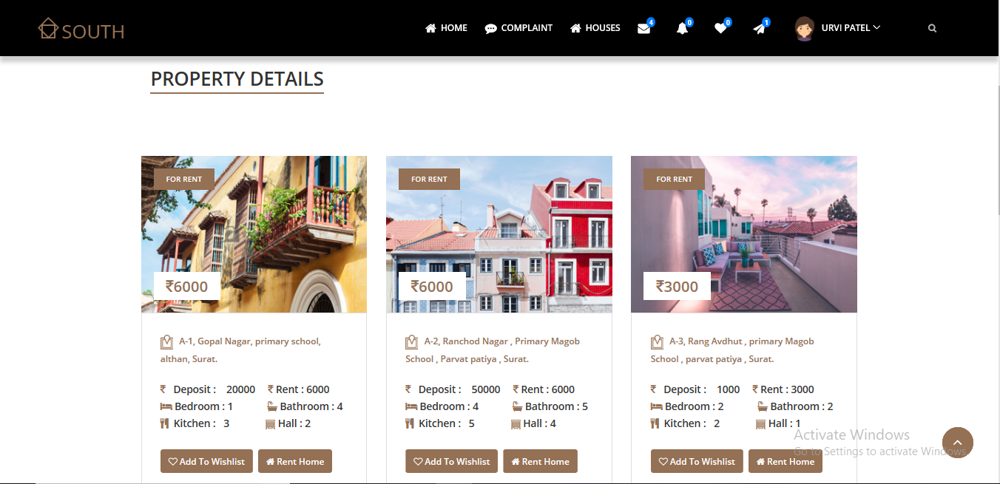 SOUTH
HOME COMPLAINT HOUSES 4 0 0 1 URVI PATEL
PROPERTY DETAILS
FOR RENT
₹6000
A-1, Gopal Nagar, primary school,
althan, Surat.
₹ Deposit : 20000 ₹ Rent : 6000
Bedroom : 1 Bathroom : 4
Kitchen : 3 Hall : 2
Add To Wishlist Rent Home
FOR RENT
₹6000
A-2, Ranchod Nagar , Primary Magob
School , Parvat patiya , Surat.
₹ Deposit : 50000 ₹ Rent : 6000
Bedroom : 4 Bathroom : 5
Kitchen : 5 Hall : 4
Add To Wishlist Rent Home
FOR RENT
₹3000
A-3, Rang Avdhut , primary Magob
School , parvat patiya , Surat.
₹ Deposit : 1000 ₹ Rent : 3000
Bedroom : 2 Bathroom : 2
Kitchen : 2 Hall : 1
Add To Wishlist Rent Home
Activate Windows
Go to Settings to activate Windows.